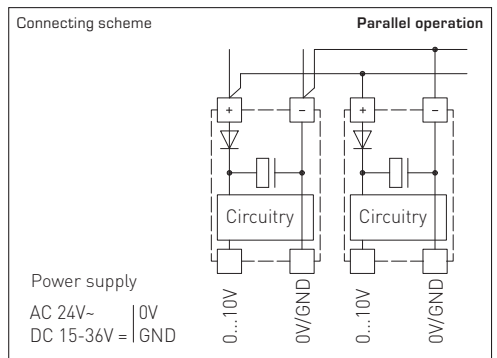 Connecting scheme
Parallel operation
+ – + –
Circuitry Circuitry
Power supply
AC 24V~ | 0V
DC 15-36V = | GND
0...10V
0V/GND
0...10V
0V/GND